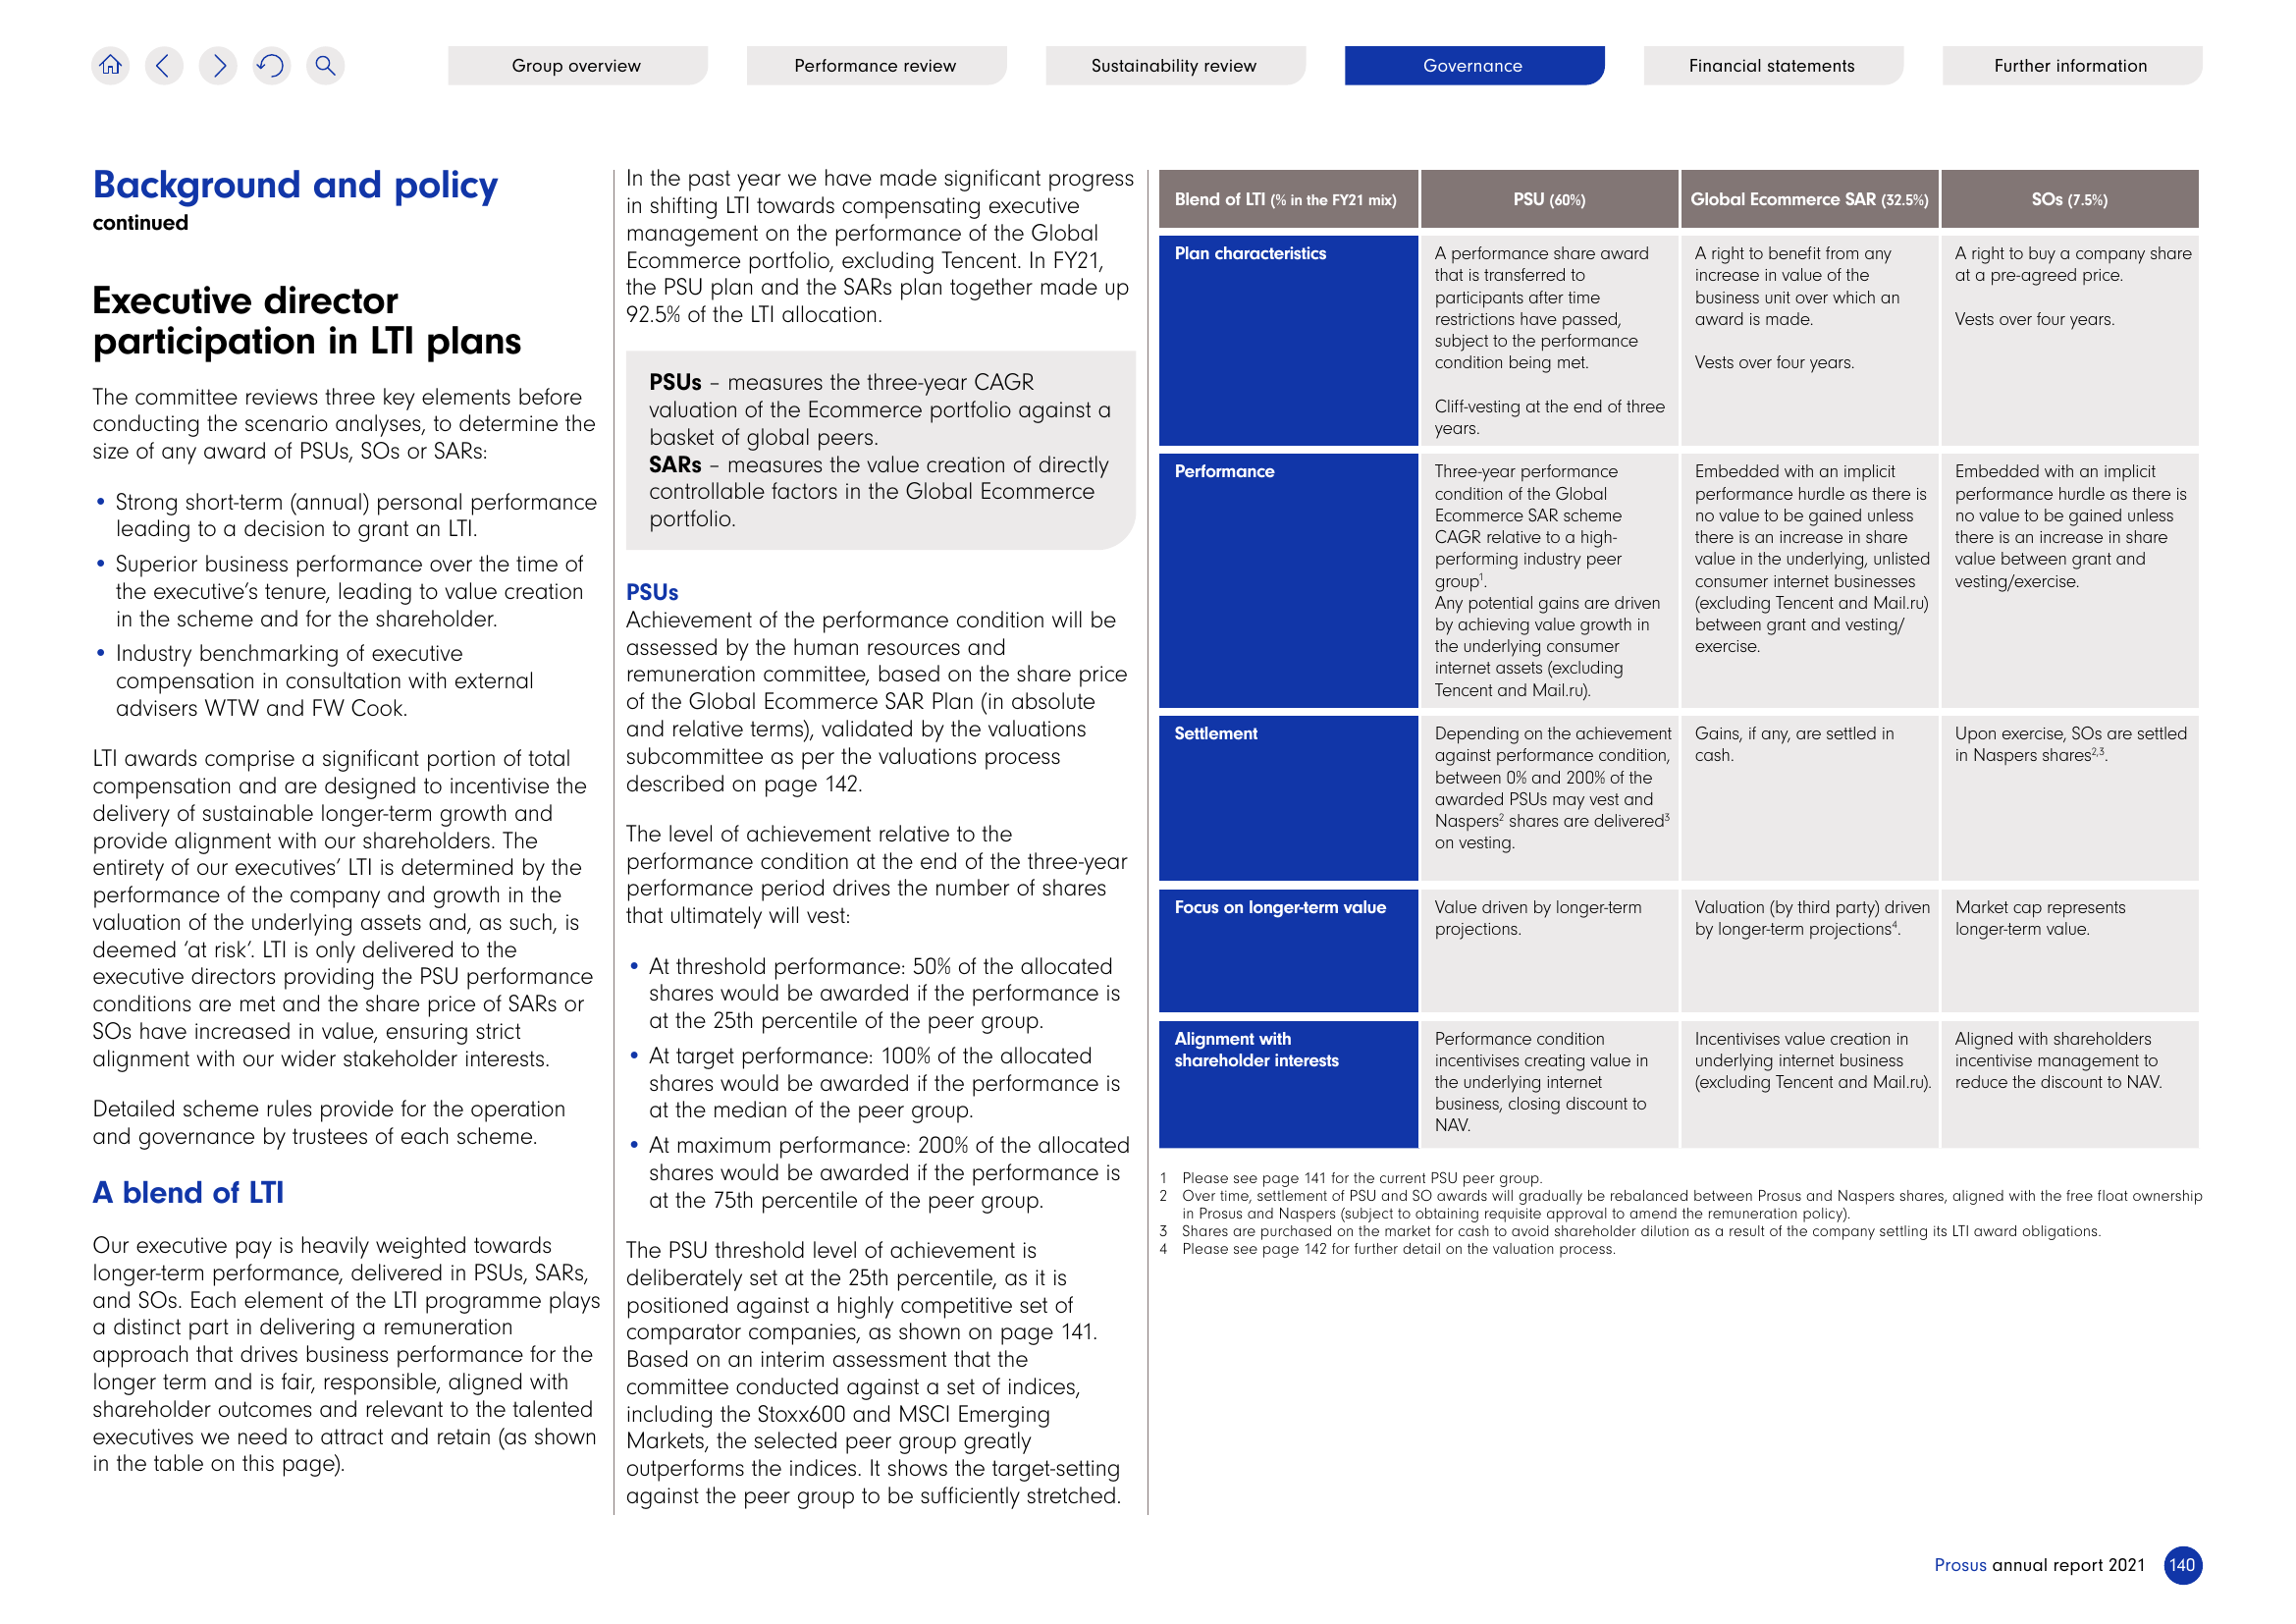 Group overview
Performance review
Sustainability review
Governance
Financial statements
Further information
Background and policy
continued
Executive director
participation in LTI plans
The committee reviews three key elements before
conducting the scenario analyses, to determine the
size of any award of PSUs, SOs or SARs:
• Strong short-term (annual) personal performance
leading to a decision to grant an LTI.
• Superior business performance over the time of
the executive’s tenure, leading to value creation
in the scheme and for the shareholder.
• Industry benchmarking of executive
compensation in consultation with external
advisers WTW and FW Cook.
LTI awards comprise a significant portion of total
compensation and are designed to incentivise the
delivery of sustainable longer-term growth and
provide alignment with our shareholders. The
entirety of our executives’ LTI is determined by the
performance of the company and growth in the
valuation of the underlying assets and, as such, is
deemed ‘at risk’. LTI is only delivered to the
executive directors providing the PSU performance
conditions are met and the share price of SARs or
SOs have increased in value, ensuring strict
alignment with our wider stakeholder interests.
Detailed scheme rules provide for the operation
and governance by trustees of each scheme.
A blend of LTI
Our executive pay is heavily weighted towards
longer-term performance, delivered in PSUs, SARs,
and SOs. Each element of the LTI programme plays
a distinct part in delivering a remuneration
approach that drives business performance for the
longer term and is fair, responsible, aligned with
shareholder outcomes and relevant to the talented
executives we need to attract and retain (as shown
in the table on this page).
In the past year we have made significant progress
in shifting LTI towards compensating executive
management on the performance of the Global
Ecommerce portfolio, excluding Tencent. In FY21,
the PSU plan and the SARs plan together made up
92.5% of the LTI allocation.
PSUs – measures the three-year CAGR
valuation of the Ecommerce portfolio against a
basket of global peers.
SARs – measures the value creation of directly
controllable factors in the Global Ecommerce
portfolio.
PSUs
Achievement of the performance condition will be
assessed by the human resources and
remuneration committee, based on the share price
of the Global Ecommerce SAR Plan (in absolute
and relative terms), validated by the valuations
subcommittee as per the valuations process
described on page 142.
The level of achievement relative to the
performance condition at the end of the three-year
performance period drives the number of shares
that ultimately will vest:
• At threshold performance: 50% of the allocated
shares would be awarded if the performance is
at the 25th percentile of the peer group.
• At target performance: 100% of the allocated
shares would be awarded if the performance is
at the median of the peer group.
• At maximum performance: 200% of the allocated
shares would be awarded if the performance is
at the 75th percentile of the peer group.
The PSU threshold level of achievement is
deliberately set at the 25th percentile, as it is
positioned against a highly competitive set of
comparator companies, as shown on page 141.
Based on an interim assessment that the
committee conducted against a set of indices,
including the Stoxx600 and MSCI Emerging
Markets, the selected peer group greatly
outperforms the indices. It shows the target-setting
against the peer group to be sufficiently stretched.
Blend of LTI (% in the FY21 mix)
PSU (60%)
Global Ecommerce SAR (32.5%)
SOs (7.5%)
Plan characteristics
A performance share award
that is transferred to
participants after time
restrictions have passed,
subject to the performance
condition being met.
Cliff-vesting at the end of three
years.
A right to benefit from any
increase in value of the
business unit over which an
award is made.
Vests over four years.
A right to buy a company share
at a pre-agreed price.
Vests over four years.
Performance
Three-year performance
condition of the Global
Ecommerce SAR scheme
CAGR relative to a high-
performing industry peer
group¹.
Any potential gains are driven
by achieving value growth in
the underlying consumer
internet assets (excluding
Tencent and Mail.ru).
Embedded with an implicit
performance hurdle as there is
no value to be gained unless
there is an increase in share
value in the underlying, unlisted
consumer internet businesses
(excluding Tencent and Mail.ru)
between grant and vesting/
exercise.
Embedded with an implicit
performance hurdle as there is
no value to be gained unless
there is an increase in share
value between grant and
vesting/exercise.
Settlement
Depending on the achievement
against performance condition,
between 0% and 200% of the
awarded PSUs may vest and
Naspers² shares are delivered³
on vesting.
Gains, if any, are settled in
cash.
Upon exercise, SOs are settled
in Naspers shares²,³.
Focus on longer-term value
Value driven by longer-term
projections.
Valuation (by third party) driven
by longer-term projections⁴.
Market cap represents
longer-term value.
Alignment with
shareholder interests
Performance condition
incentivises creating value in
the underlying internet
business, closing discount to
NAV.
Incentivises value creation in
underlying internet business
(excluding Tencent and Mail.ru).
Aligned with shareholders
incentivise management to
reduce the discount to NAV.
1 Please see page 141 for the current PSU peer group.
2 Over time, settlement of PSU and SO awards will gradually be rebalanced between Prosus and Naspers shares, aligned with the free float ownership
in Prosus and Naspers (subject to obtaining requisite approval to amend the remuneration policy).
3 Shares are purchased on the market for cash to avoid shareholder dilution as a result of the company settling its LTI award obligations.
4 Please see page 142 for further detail on the valuation process.
Prosus annual report 2021 140